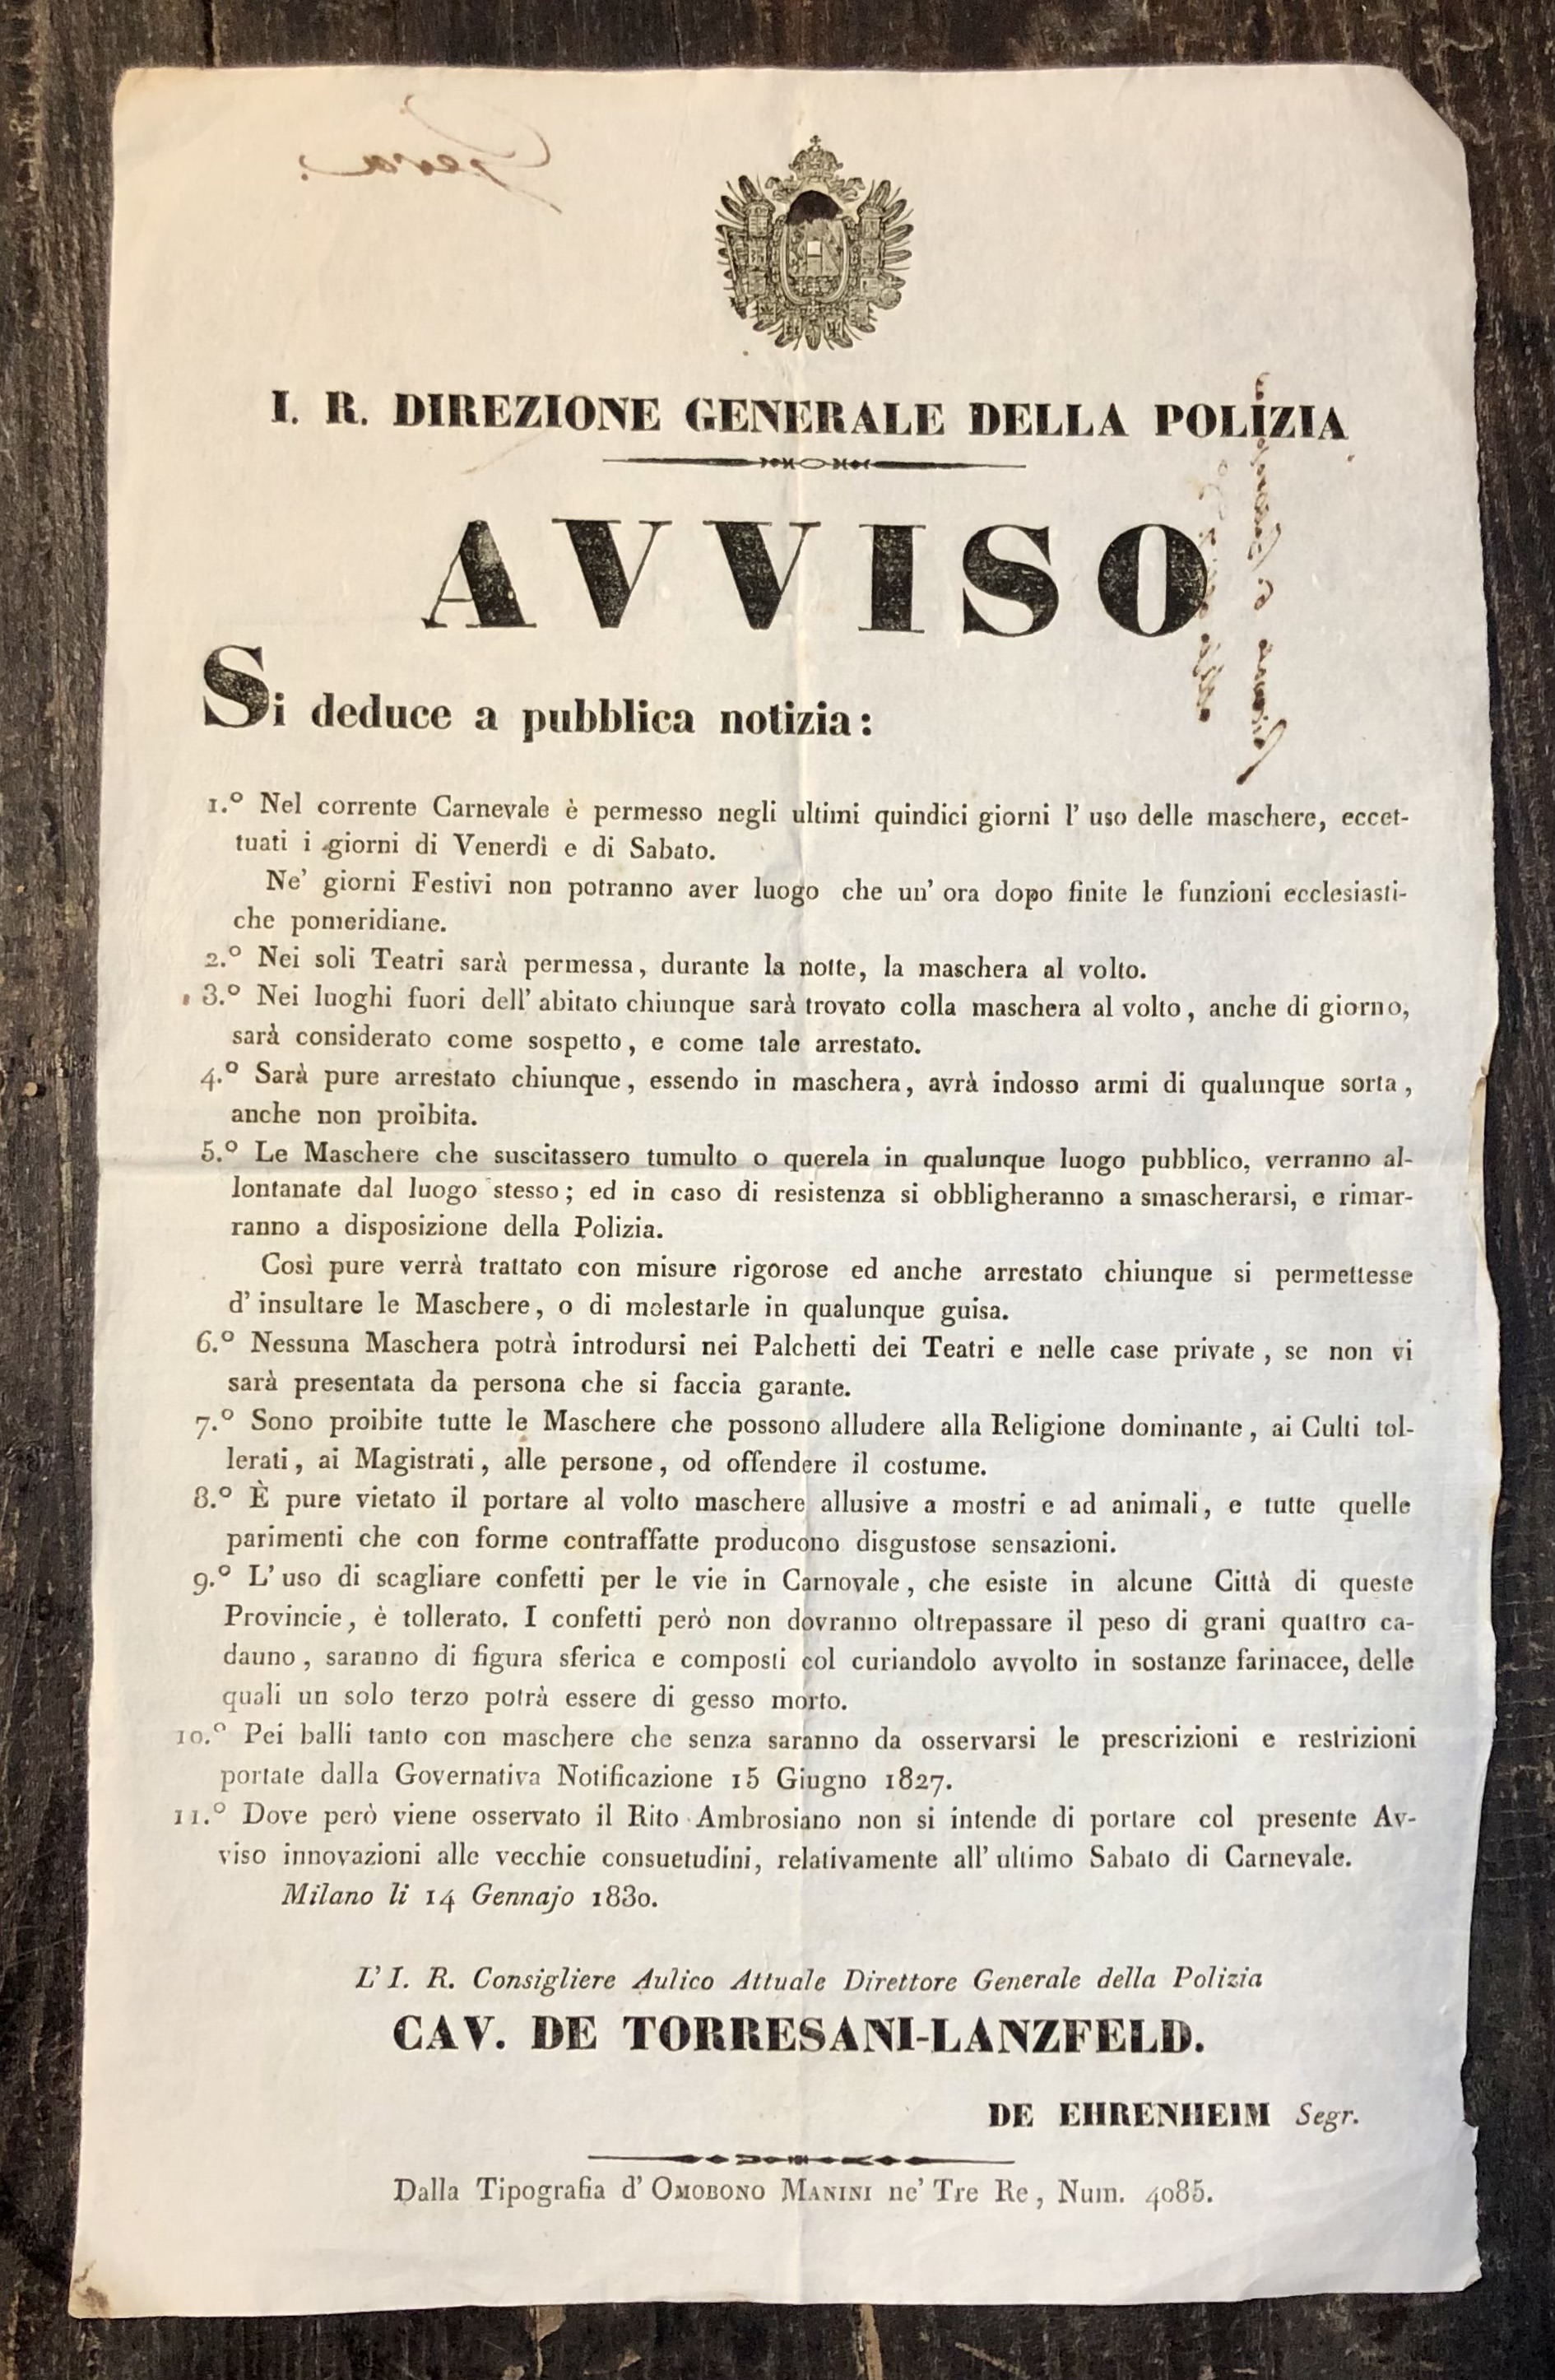 I. R. DIREZIONE GENERALE DELLA POLIZIA
AVVISO
Si deduce a pubblica notizia:
1.º Nel corrente Carnevale è permesso negli ultimi quindici giorni l' uso delle maschere, eccet-
tuati i giorni di Venerdì e di Sabato.
Ne' giorni Festivi non potranno aver luogo che un' ora dopo finite le funzioni ecclesiasti-
che pomeridiane.
2.º Nei soli Teatri sarà permessa, durante la notte, la maschera al volto.
3.º Nei luoghi fuori dell' abitato chiunque sarà trovato colla maschera al volto, anche di giorno,
sarà considerato come sospetto, e come tale arrestato.
4.º Sarà pure arrestato chiunque, essendo in maschera, avrà indosso armi di qualunque sorta,
anche non proibita.
5.º Le Maschere che suscitassero tumulto o querela in qualunque luogo pubblico, verranno al-
lontanate dal luogo stesso; ed in caso di resistenza si obbligheranno a smascherarsi, e rimar-
ranno a disposizione della Polizia.
Così pure verrà trattato con misure rigorose ed anche arrestato chiunque si permettesse
d' insultare le Maschere, o di molestarle in qualunque guisa.
6.º Nessuna Maschera potrà introdursi nei Palchetti dei Teatri e nelle case private, se non vi
sarà presentata da persona che si faccia garante.
7.º Sono proibite tutte le Maschere che possono alludere alla Religione dominante, ai Culti tol-
lerati, ai Magistrati, alle persone, od offendere il costume.
8.º È pure vietato il portare al volto maschere allusive a mostri e ad animali, e tutte quelle
parimenti che con forme contraffatte producono disgustose sensazioni.
9.º L' uso di scagliare confetti per le vie in Carnovale, che esiste in alcune Città di queste
Provincie, è tollerato. I confetti però non dovranno oltrepassare il peso di grani quattro ca-
dauno, saranno di figura sferica e composti col curiandolo avvolto in sostanze farinacee, delle
quali un solo terzo potrà essere di gesso morto.
10.º Pei balli tanto con maschere che senza saranno da osservarsi le prescrizioni e restrizioni
portate dalla Governativa Notificazione 15 Giugno 1827.
11.º Dove però viene osservato il Rito Ambrosiano non si intende di portare col presente Av-
viso innovazioni alle vecchie consuetudini, relativamente all' ultimo Sabato di Carnevale.
Milano li 14 Gennajo 1830.
L' I. R. Consigliere Aulico Attuale Direttore Generale della Polizia
CAV. DE TORRESANI-LANZFELD.
DE EHRENHEIM Segr.
Dalla Tipografia d' OMOBONO MANINI ne' Tre Re, Num. 4085.